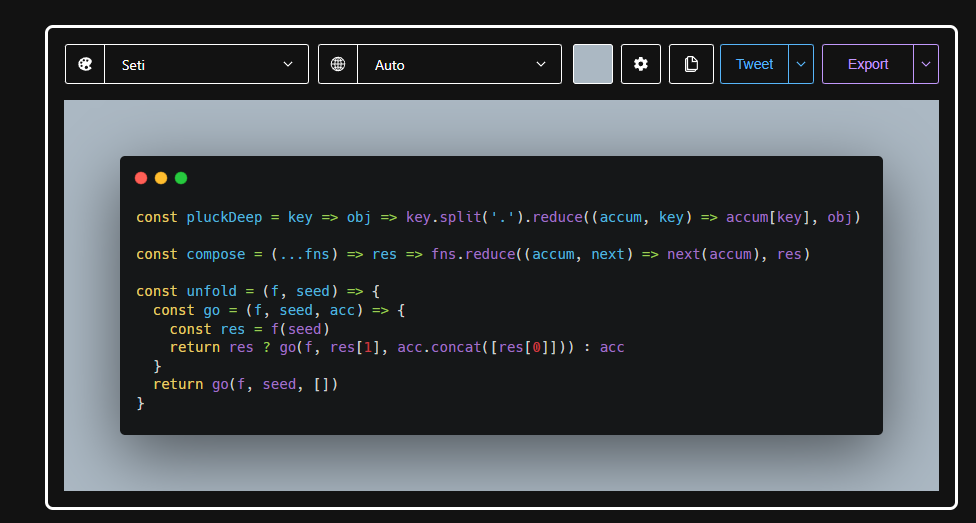 Seti Auto Tweet Export
const pluckDeep = key => obj => key.split('.').reduce((accum, key) => accum[key], obj)
const compose = (...fns) => res => fns.reduce((accum, next) => next(accum), res)
const unfold = (f, seed) => {
  const go = (f, seed, acc) => {
    const res = f(seed)
    return res ? go(f, res[1], acc.concat([res[0]])) : acc
  }
  return go(f, seed, [])
}